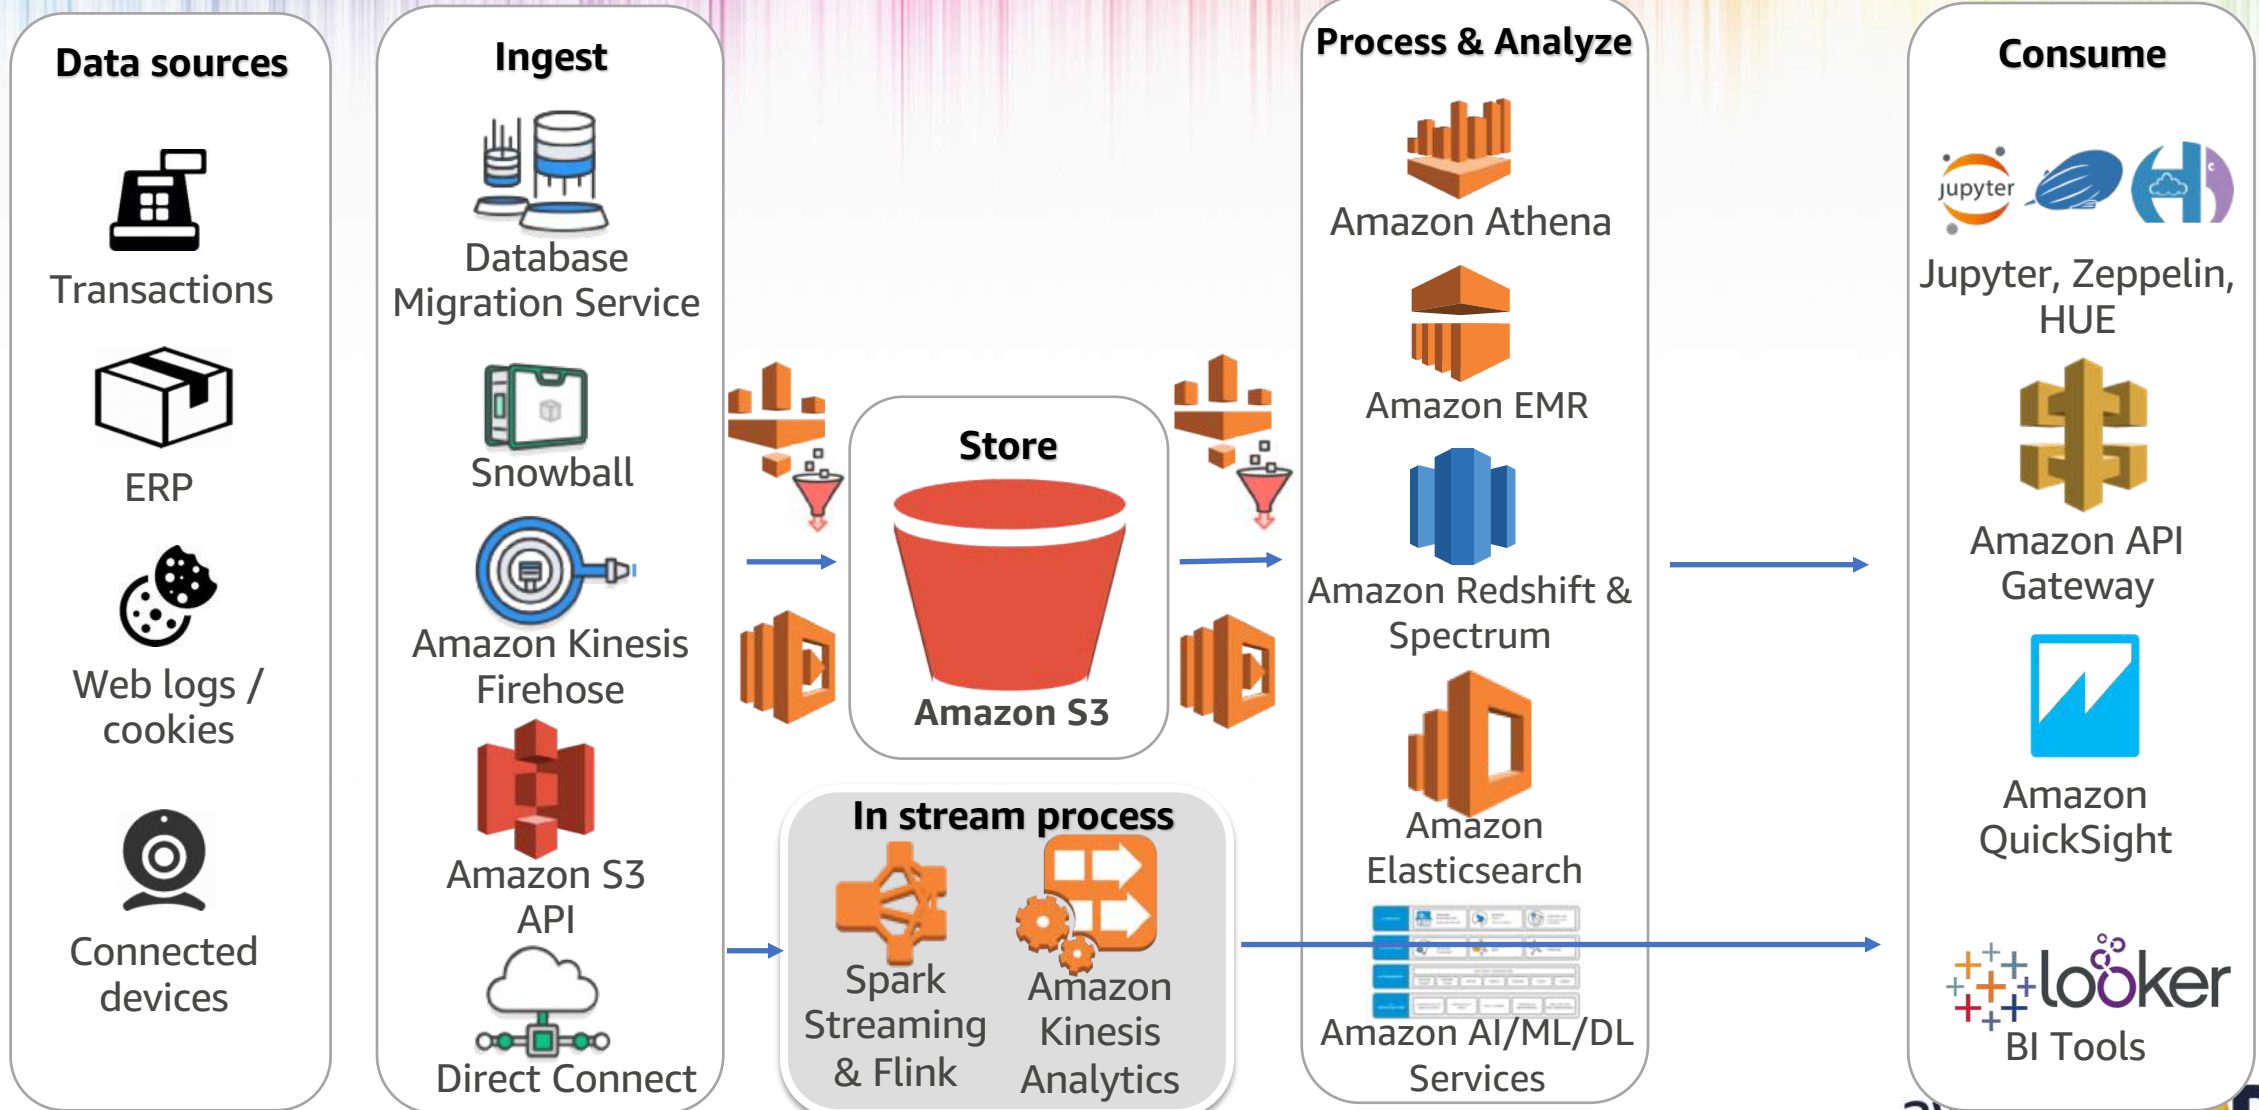 Data sources
Transactions
ERP
Web logs /
cookies
Connected
devices
Ingest
Database
Migration Service
Snowball
Amazon Kinesis
Firehose
Amazon S3
API
Direct Connect
Store
Amazon S3
In stream process
Spark
Streaming
& Flink
Amazon
Kinesis
Analytics
Process & Analyze
Amazon Athena
Amazon EMR
Amazon Redshift &
Spectrum
Amazon
Elasticsearch
Amazon AI/ML/DL
Services
Consume
jupyter
Jupyter, Zeppelin,
HUE
Amazon API
Gateway
Amazon
QuickSight
looker
BI Tools